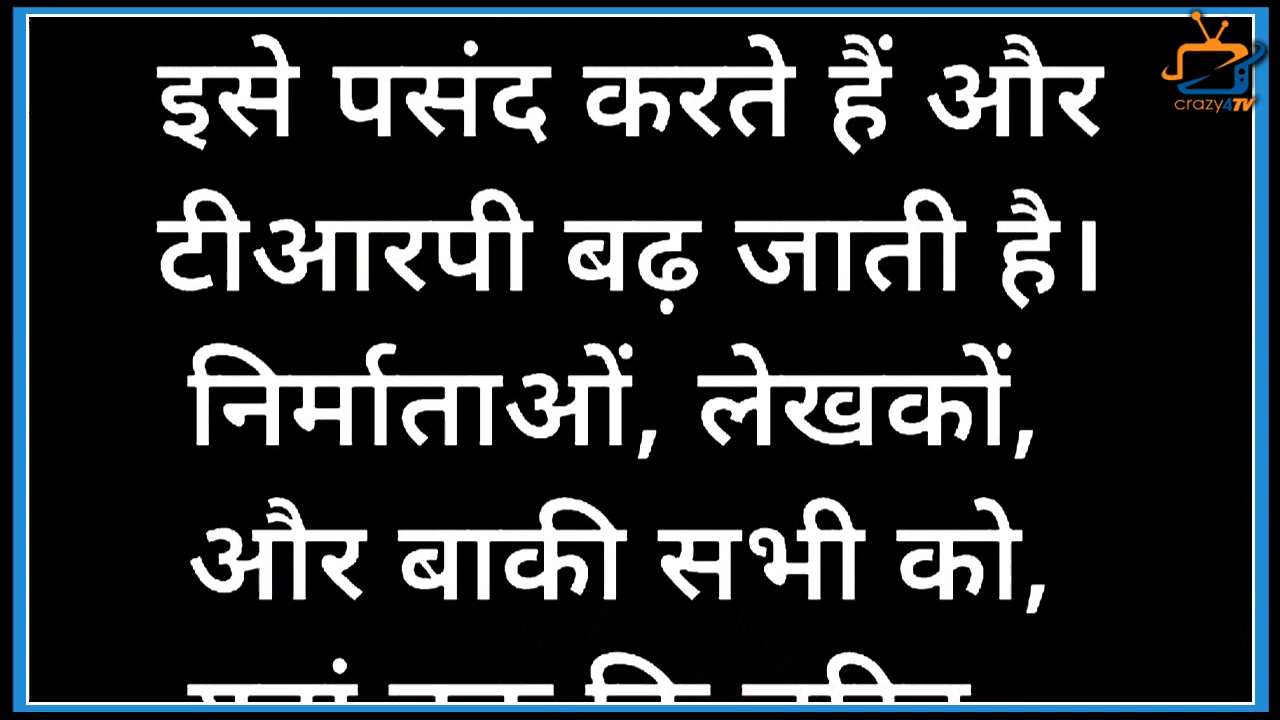 crazy4TV
इसे पसंद करते हैं और
टीआरपी बढ़ जाती है।
निर्माताओं, लेखकों,
और बाकी सभी को,